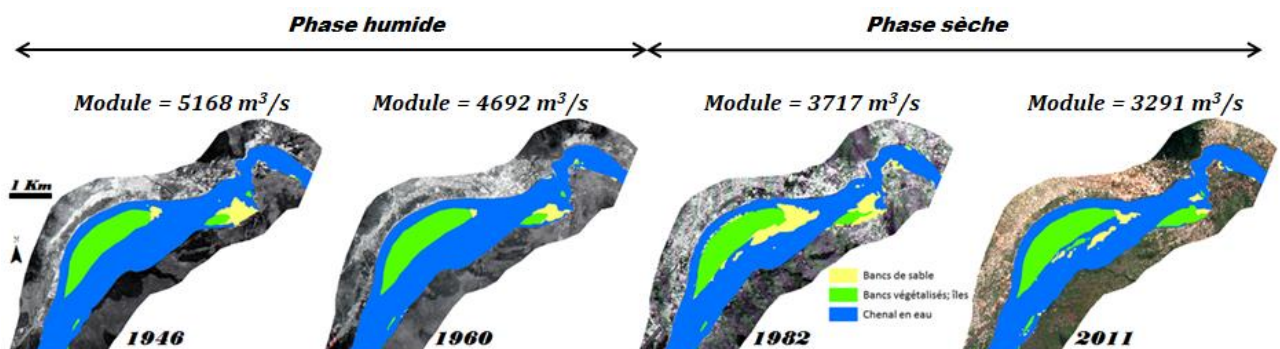 Phase humide
Phase sèche
Module = 5168 m³/s
Module = 4692 m³/s
Module = 3717 m³/s
Module = 3291 m³/s
1 Km
N
Bancs de sable
Bancs végétalisés; îles
Chenal en eau
1946
1960
1982
2011